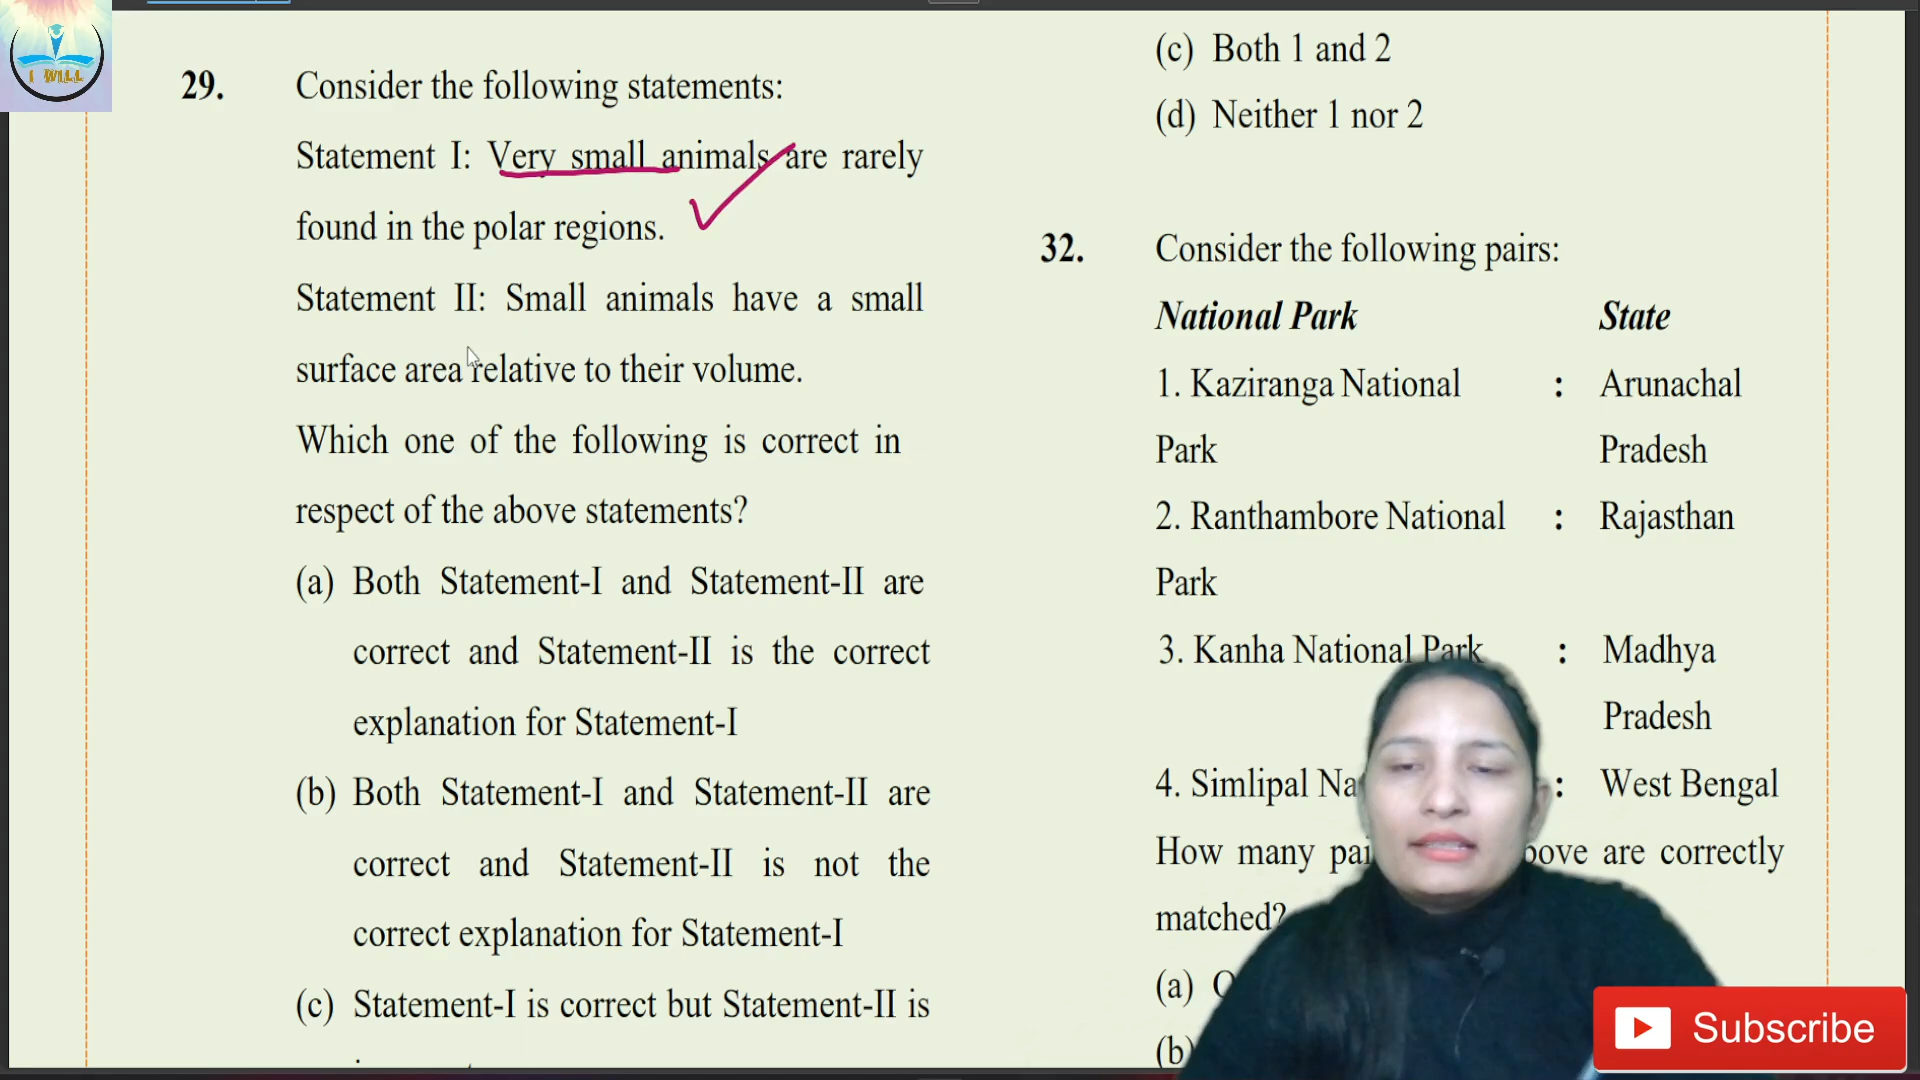 I WILL
29. Consider the following statements:
Statement I: Very small animals are rarely
found in the polar regions.
Statement II: Small animals have a small
surface area relative to their volume.
Which one of the following is correct in
respect of the above statements?
(a) Both Statement-I and Statement-II are
correct and Statement-II is the correct
explanation for Statement-I
(b) Both Statement-I and Statement-II are
correct and Statement-II is not the
correct explanation for Statement-I
(c) Statement-I is correct but Statement-II is
(c) Both 1 and 2
(d) Neither 1 nor 2
32. Consider the following pairs:
National Park State
1. Kaziranga National : Arunachal
Park Pradesh
2. Ranthambore National : Rajasthan
Park
3. Kanha National Park : Madhya
Pradesh
4. Simlipal : West Bengal
How many are correctly
matched?
(a)
(b)
Subscribe